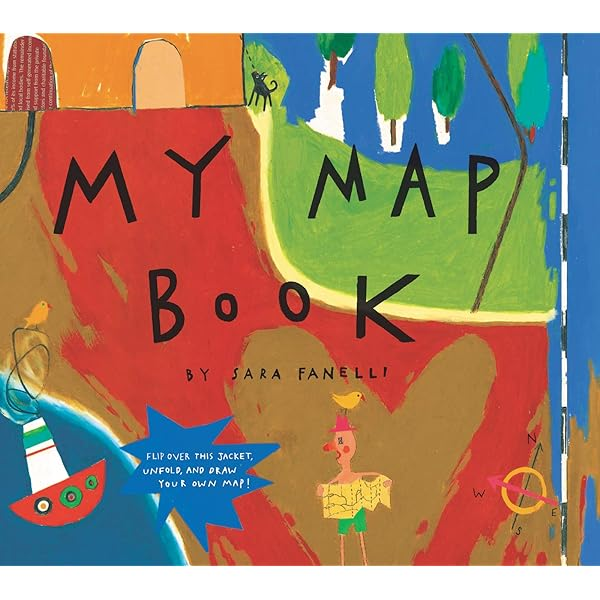 MY MAP
BOOK
BY SARA FANELLI
FLIP OVER THIS JACKET,
UNFOLD, AND DRAW
YOUR OWN MAP!
N
W
E
S